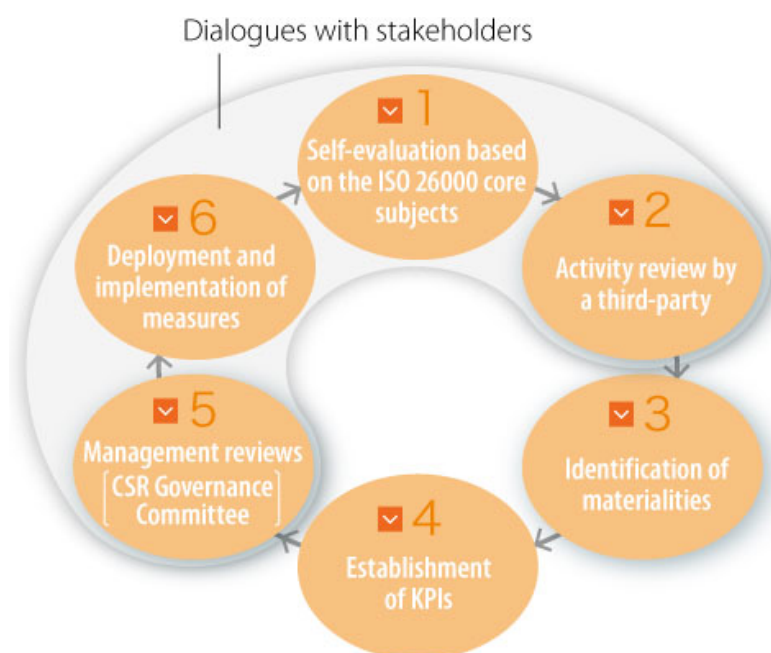 Dialogues with stakeholders
1
Self-evaluation based
on the ISO 26000 core
subjects
2
Activity review by
a third-party
3
Identification of
materialities
4
Establishment
of KPIs
5
Management reviews
[CSR Governance
Committee]
6
Deployment and
implementation of
measures